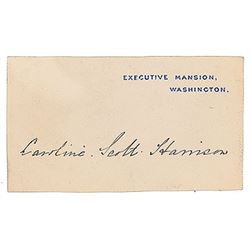 EXECUTIVE MANSION,
WASHINGTON.
Caroline. Scott. Harrison